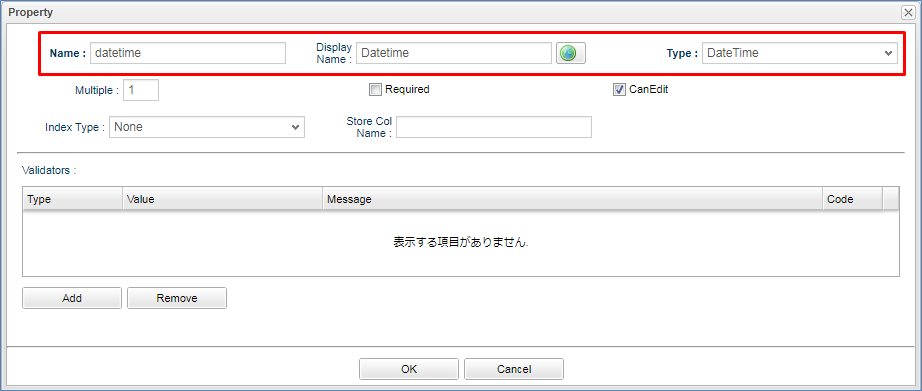 Property
Name : datetime Display Name : Datetime Type : DateTime
Multiple : 1 Required CanEdit
Index Type : None Store Col Name :
Validators :
Type Value Message Code
表示する項目がありません.
Add Remove
OK Cancel